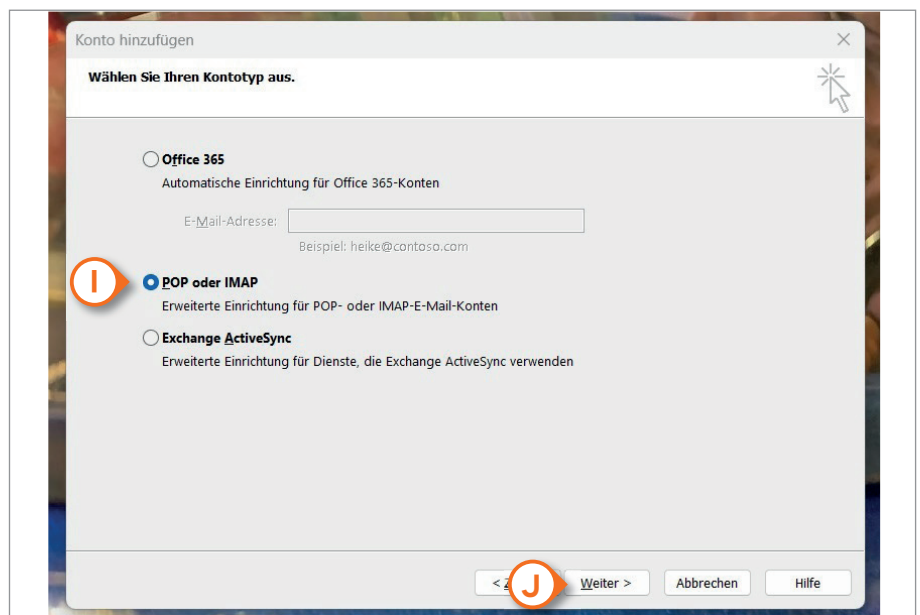 Konto hinzufügen
Wählen Sie Ihren Kontotyp aus.
Office 365
Automatische Einrichtung für Office 365-Konten
E-Mail-Adresse:
Beispiel: heike@contoso.com
I
POP oder IMAP
Erweiterte Einrichtung für POP- oder IMAP-E-Mail-Konten
Exchange ActiveSync
Erweiterte Einrichtung für Dienste, die Exchange ActiveSync verwenden
< J Weiter > Abbrechen Hilfe